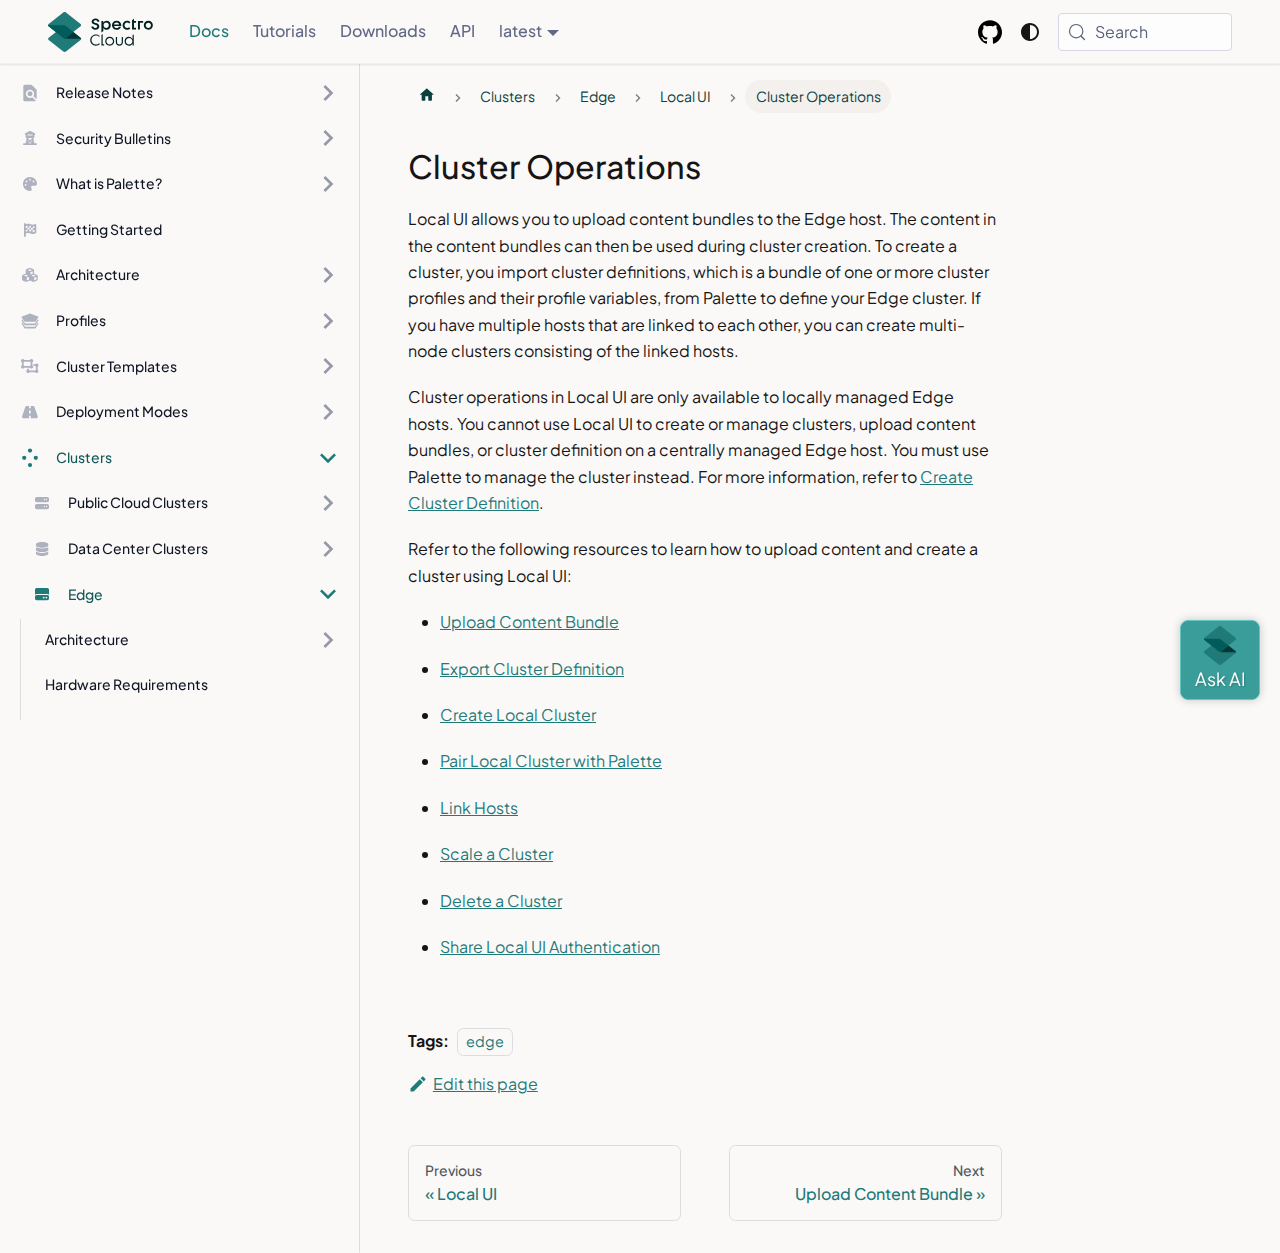 Spectro Cloud
Docs
Tutorials
Downloads
API
latest
Search
Release Notes
Security Bulletins
What is Palette?
Getting Started
Architecture
Profiles
Cluster Templates
Deployment Modes
Clusters
Public Cloud Clusters
Data Center Clusters
Edge
Architecture
Hardware Requirements
Clusters
Edge
Local UI
Cluster Operations
Cluster Operations
Local UI allows you to upload content bundles to the Edge host. The content in
the content bundles can then be used during cluster creation. To create a
cluster, you import cluster definitions, which is a bundle of one or more cluster
profiles and their profile variables, from Palette to define your Edge cluster. If
you have multiple hosts that are linked to each other, you can create multi-
node clusters consisting of the linked hosts.
Cluster operations in Local UI are only available to locally managed Edge
hosts. You cannot use Local UI to create or manage clusters, upload content
bundles, or cluster definition on a centrally managed Edge host. You must use
Palette to manage the cluster instead. For more information, refer to Create
Cluster Definition.
Refer to the following resources to learn how to upload content and create a
cluster using Local UI:
Upload Content Bundle
Export Cluster Definition
Create Local Cluster
Pair Local Cluster with Palette
Link Hosts
Scale a Cluster
Delete a Cluster
Share Local UI Authentication
Ask AI
Tags: edge
Edit this page
Previous
« Local UI
Next
Upload Content Bundle »